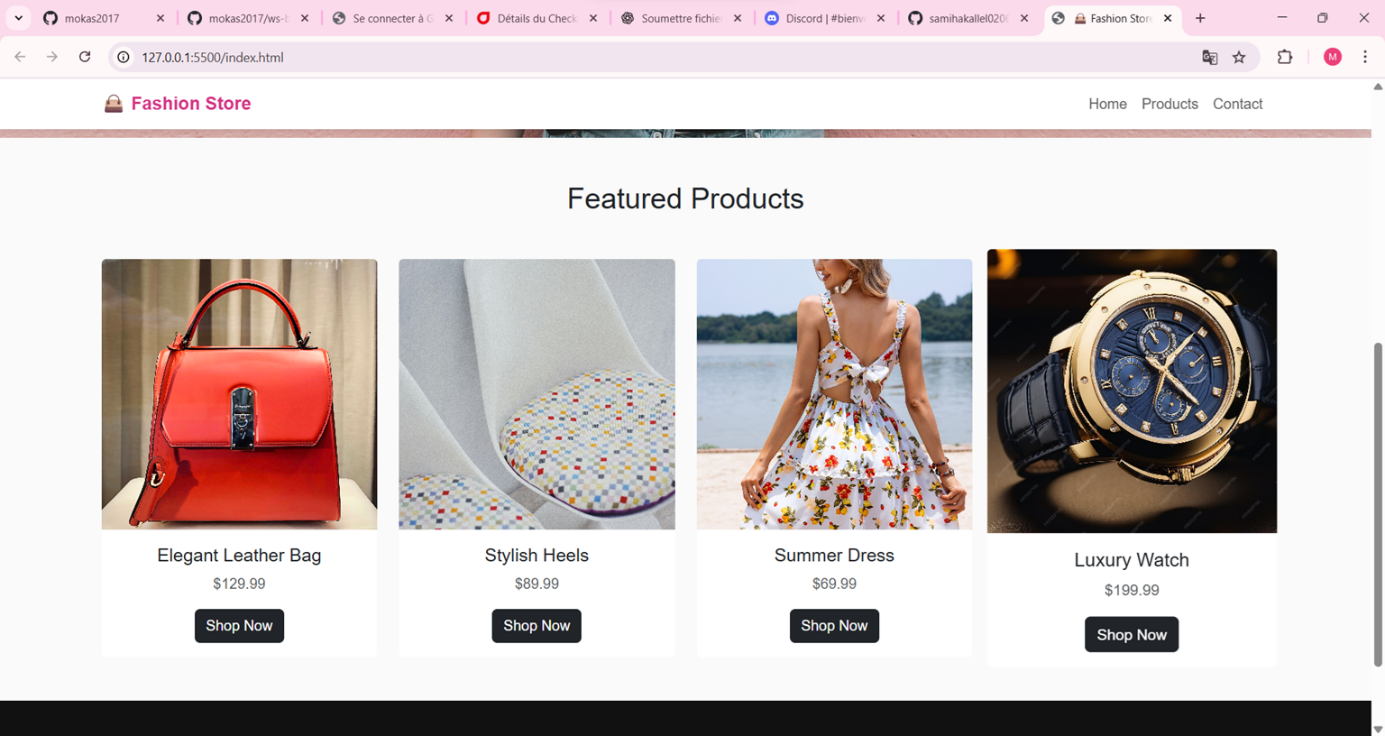 mokas2017
mokas2017/ws-b
Se connecter à G
Détails du Check
Soumettre fichie
Discord | #bienv
samihakallel020
Fashion Store
127.0.0.1:5500/index.html
M
Fashion Store
Home Products Contact
Featured Products
Elegant Leather Bag
$129.99
Shop Now
Stylish Heels
$89.99
Shop Now
Summer Dress
$69.99
Shop Now
Luxury Watch
$199.99
Shop Now